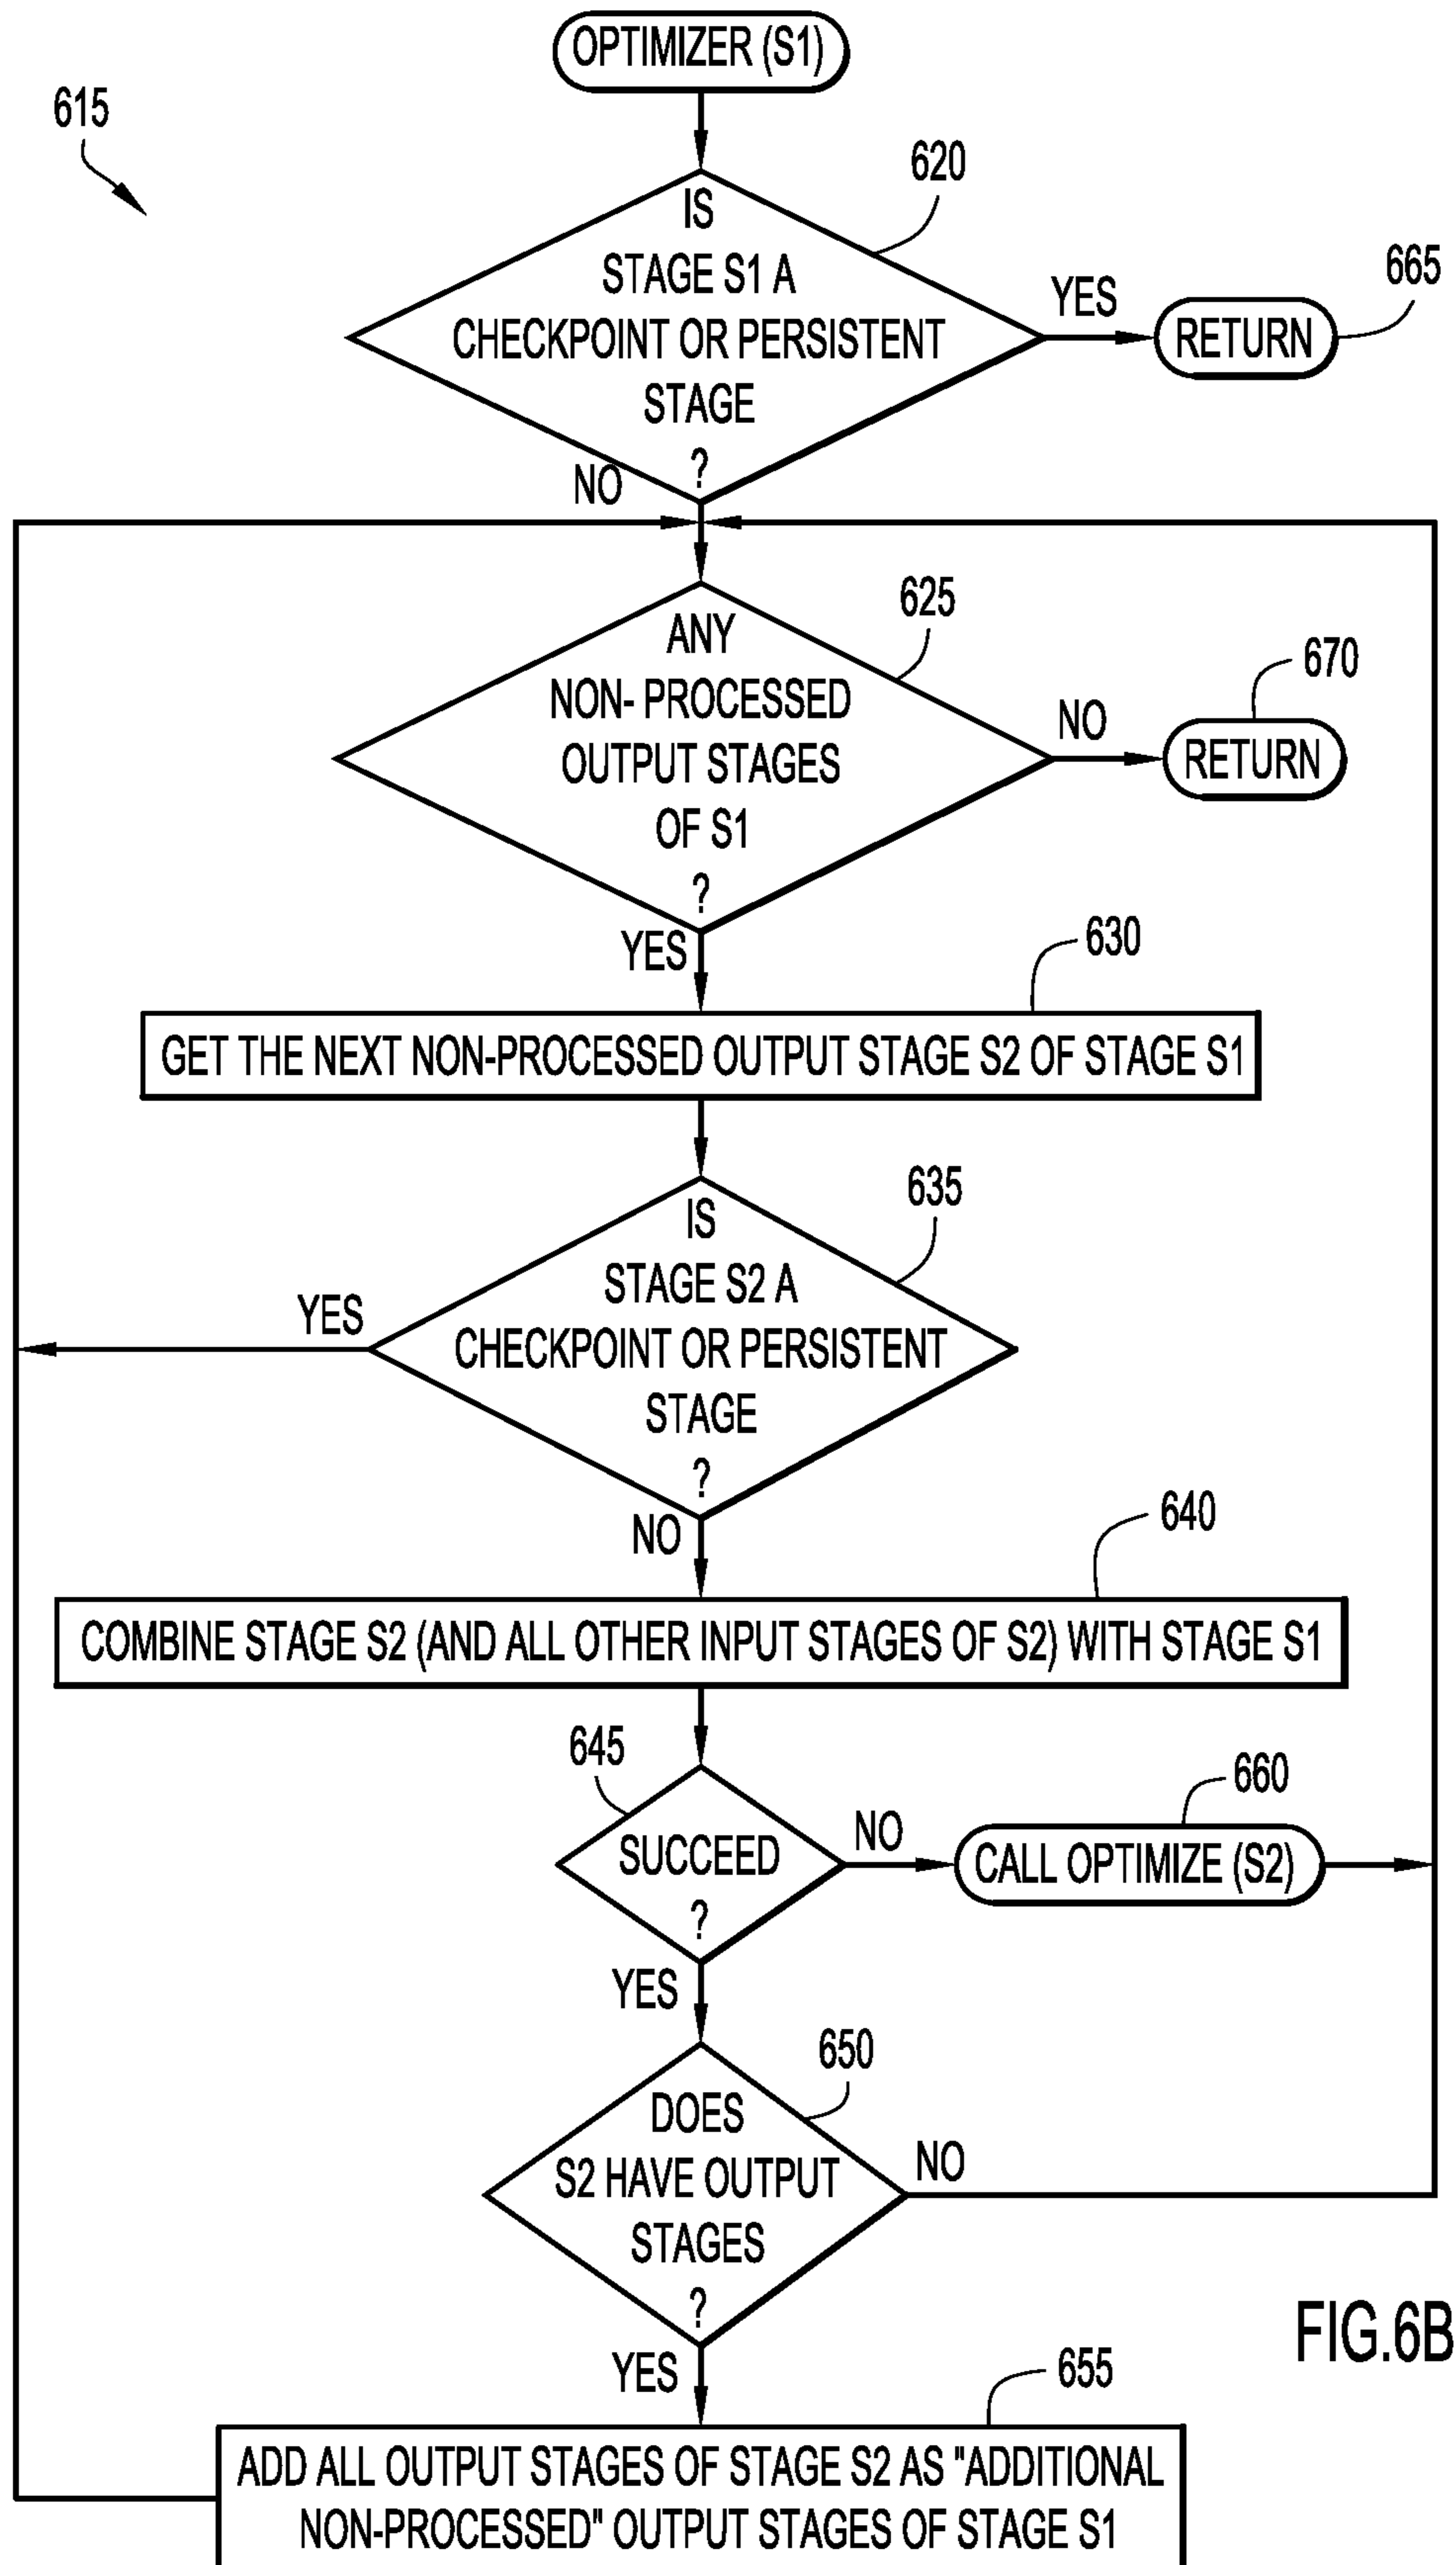 OPTIMIZER (S1)
615
620
IS
STAGE S1 A
CHECKPOINT OR PERSISTENT
STAGE
?
YES
RETURN
665
NO
625
ANY
NON- PROCESSED
OUTPUT STAGES
OF S1
?
NO
RETURN
670
YES
630
GET THE NEXT NON-PROCESSED OUTPUT STAGE S2 OF STAGE S1
635
IS
STAGE S2 A
CHECKPOINT OR PERSISTENT
STAGE
?
YES
NO
640
COMBINE STAGE S2 (AND ALL OTHER INPUT STAGES OF S2) WITH STAGE S1
645
SUCCEED
?
NO
660
CALL OPTIMIZE (S2)
YES
650
DOES
S2 HAVE OUTPUT
STAGES
?
NO
YES
655
ADD ALL OUTPUT STAGES OF STAGE S2 AS "ADDITIONAL
NON-PROCESSED" OUTPUT STAGES OF STAGE S1
FIG.6B